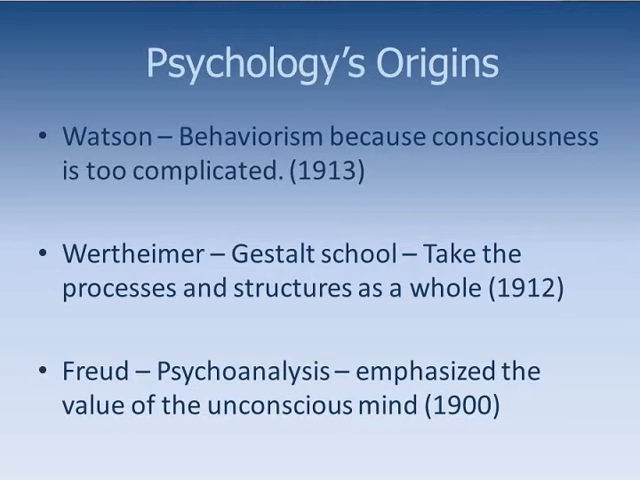 Psychology's Origins
• Watson – Behaviorism because consciousness
is too complicated. (1913)
• Wertheimer – Gestalt school – Take the
processes and structures as a whole (1912)
• Freud – Psychoanalysis – emphasized the
value of the unconscious mind (1900)